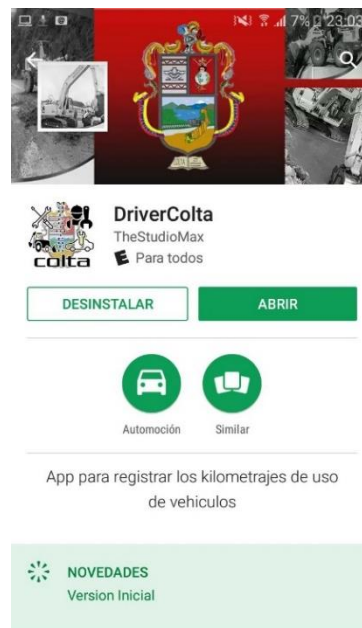 7% 23:03
colta
DriverColta
TheStudioMax
E Para todos
DESINSTALAR
ABRIR
Automoción
Similar
App para registrar los kilometrajes de uso
de vehiculos
NOVEDADES
Version Inicial